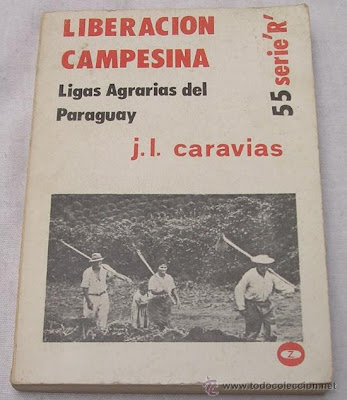 LIBERACION
CAMPESINA
Ligas Agrarias del
Paraguay
55 serie'R'
j.l. caravias
Z
www.todocoleccion.net